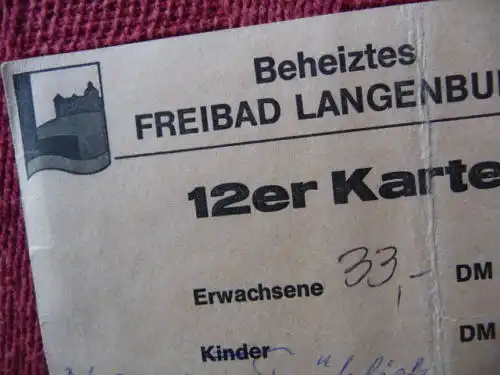 Beheiztes
FREIBAD LANGENBU
12er Karte
Erwachsene 33,- DM
Kinder DM